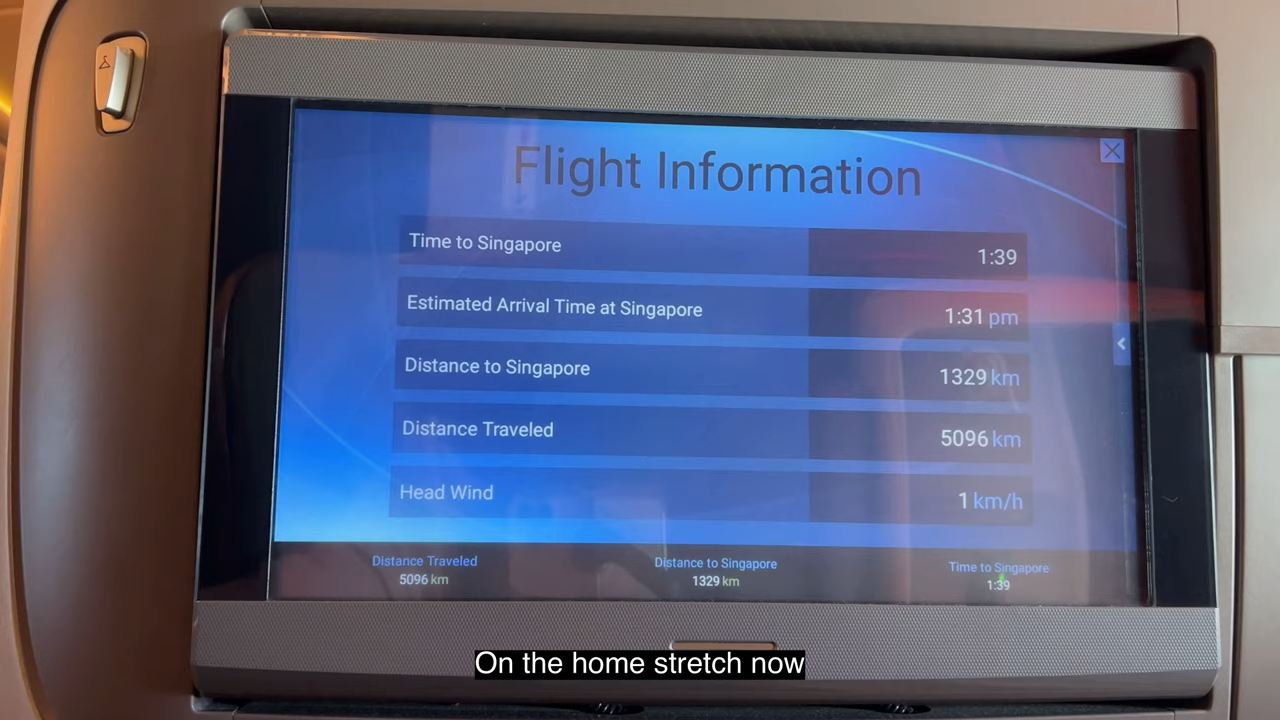 Flight Information
Time to Singapore 1:39
Estimated Arrival Time at Singapore 1:31 pm
Distance to Singapore 1329 km
Distance Traveled 5096 km
Head Wind 1 km/h
Distance Traveled Distance to Singapore Time to Singapore
5096 km 1329 km 1:39
On the home stretch now